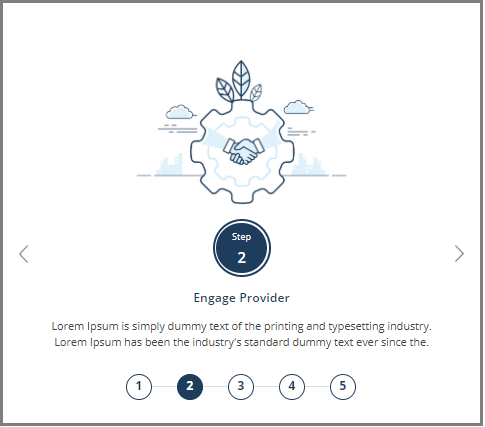 Step
2
Engage Provider
Lorem Ipsum is simply dummy text of the printing and typesetting industry.
Lorem Ipsum has been the industry's standard dummy text ever since the.
1 2 3 4 5